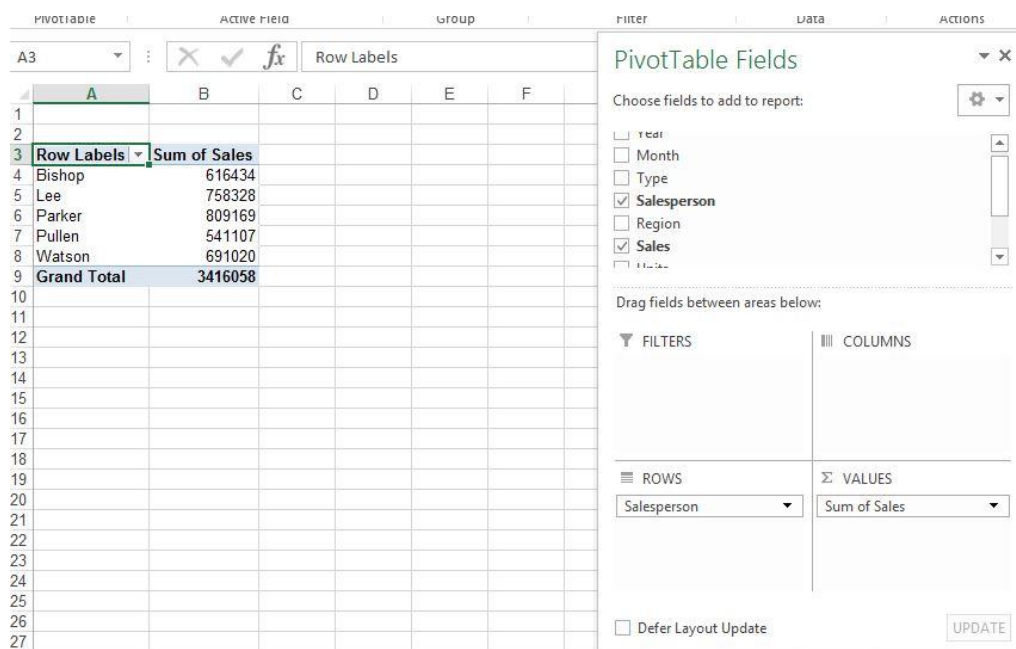 PivotTable Active Field Group Filter Data Actions
A3 fx Row Labels
PivotTable Fields
Choose fields to add to report:
Year
Month
Type
Salesperson
Region
Sales
Units
Drag fields between areas below:
FILTERS COLUMNS
ROWS Σ VALUES
Salesperson Sum of Sales
Defer Layout Update UPDATE
A B C D E F
1
2
3 Row Labels Sum of Sales
4 Bishop 616434
5 Lee 758328
6 Parker 809169
7 Pullen 541107
8 Watson 691020
9 Grand Total 3416058
10
11
12
13
14
15
16
17
18
19
20
21
22
23
24
25
26
27